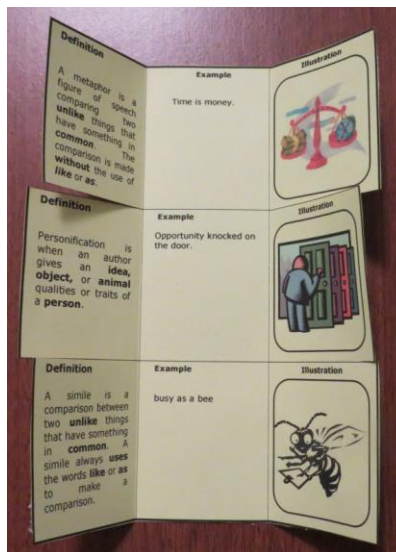 Definition
A metaphor is a
figure of speech
comparing two
unlike things that
have something in
common. The
comparison is made
without the use of
like or as.
Example
Time is money.
Illustration
Definition
Personification is
when an author
gives an idea,
object, or animal
qualities or traits of
a person.
Example
Opportunity knocked on
the door.
Illustration
Definition
A simile is a
comparison between
two unlike things
that have something
in common. A
simile always uses
the words like or as
to make a
comparison.
Example
busy as a bee
Illustration